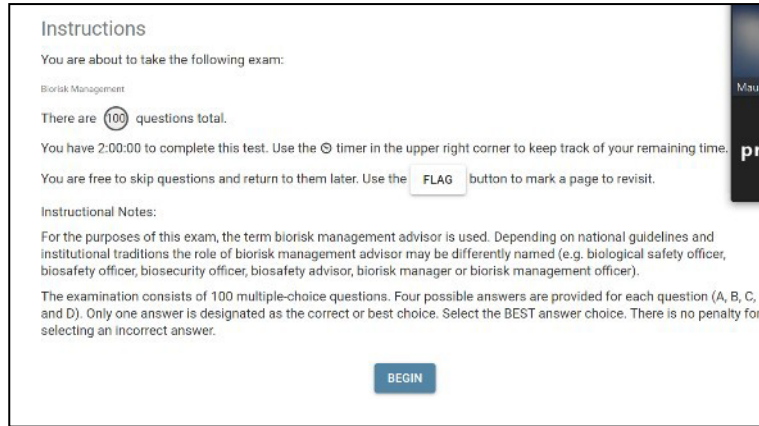 Instructions
You are about to take the following exam:
Biorisk Management
There are 100 questions total.
You have 2:00:00 to complete this test. Use the timer in the upper right corner to keep track of your remaining time.
You are free to skip questions and return to them later. Use the FLAG button to mark a page to revisit.
Instructional Notes:
For the purposes of this exam, the term biorisk management advisor is used. Depending on national guidelines and
institutional traditions the role of biorisk management advisor may be differently named (e.g. biological safety officer,
biosafety officer, biosecurity officer, biosafety advisor, biorisk manager or biorisk management officer).
The examination consists of 100 multiple-choice questions. Four possible answers are provided for each question (A, B, C,
and D). Only one answer is designated as the correct or best choice. Select the BEST answer choice. There is no penalty for
selecting an incorrect answer.
BEGIN
Mau
pr